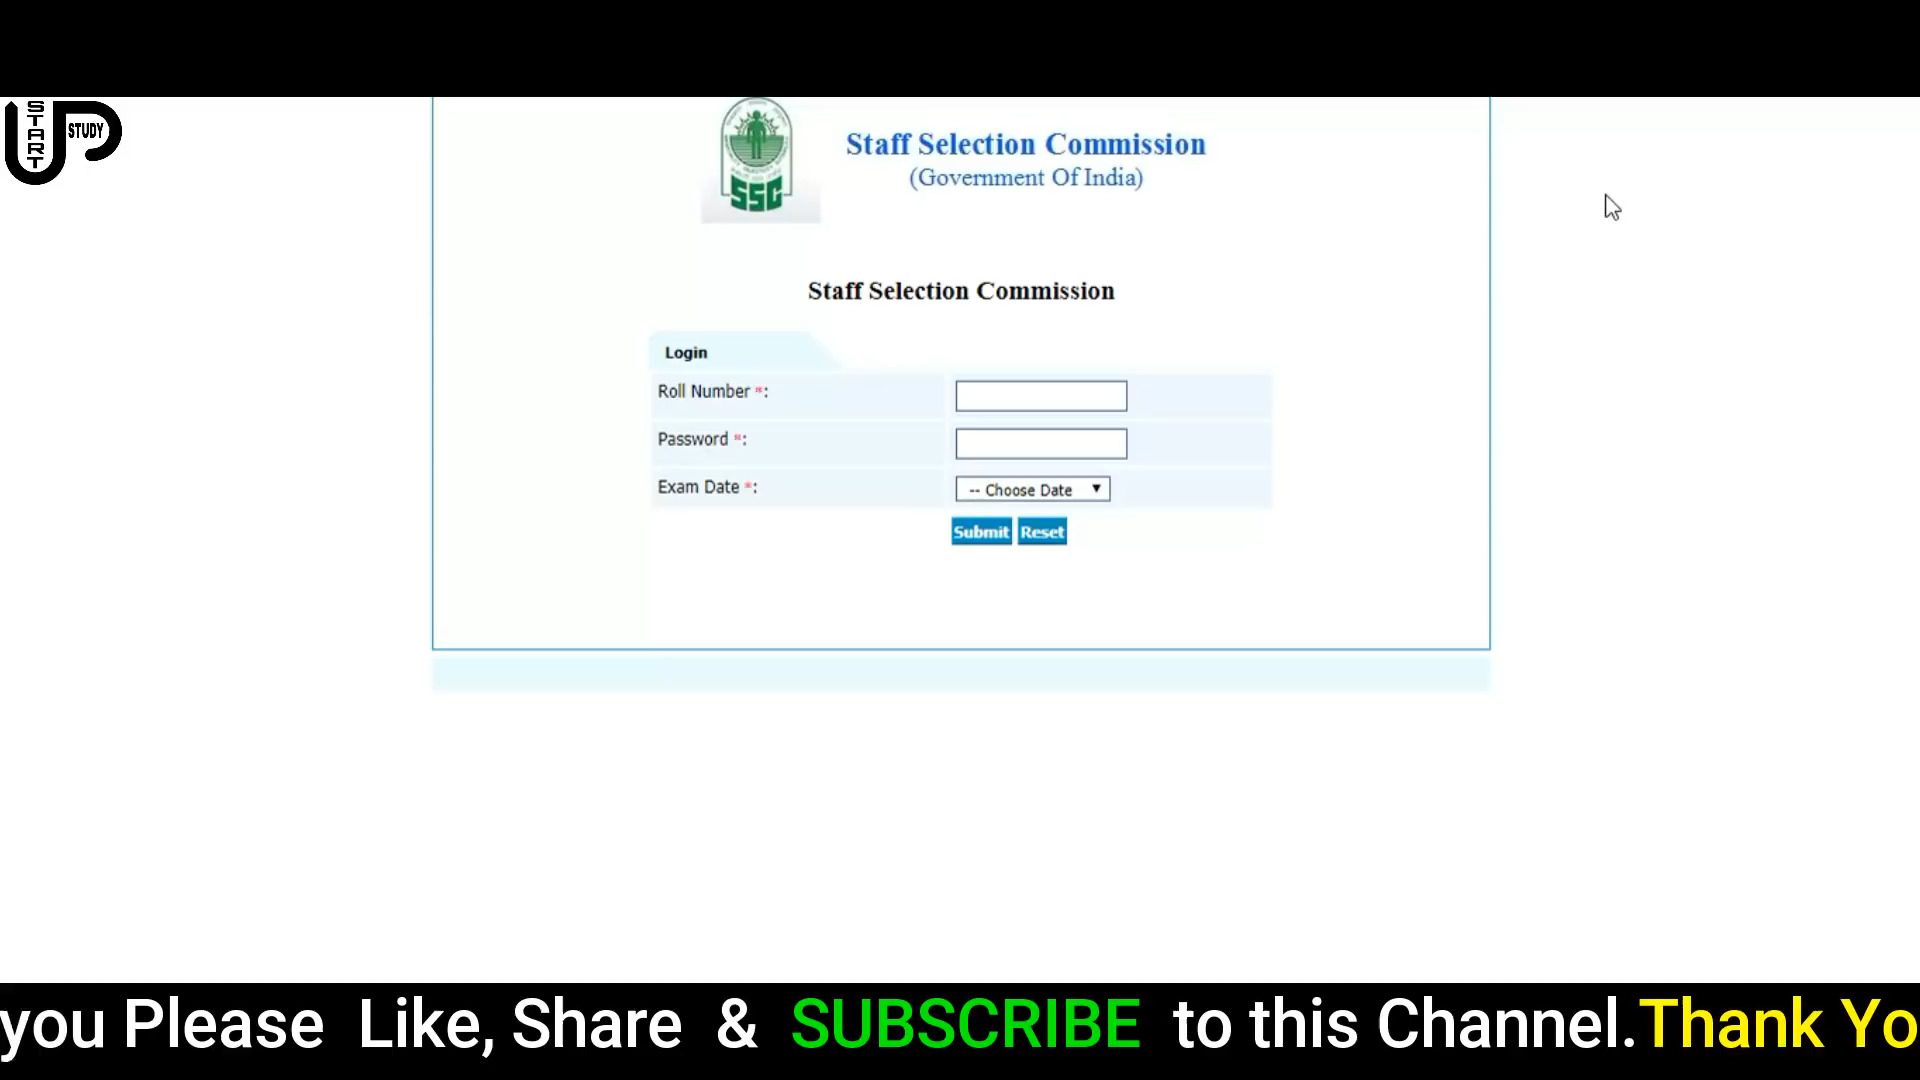 START
STUDY
SSC
Staff Selection Commission
(Government Of India)
Staff Selection Commission
Login
Roll Number *:
Password *:
Exam Date *:
-- Choose Date
Submit Reset
you Please Like, Share & SUBSCRIBE to this Channel.Thank Yo